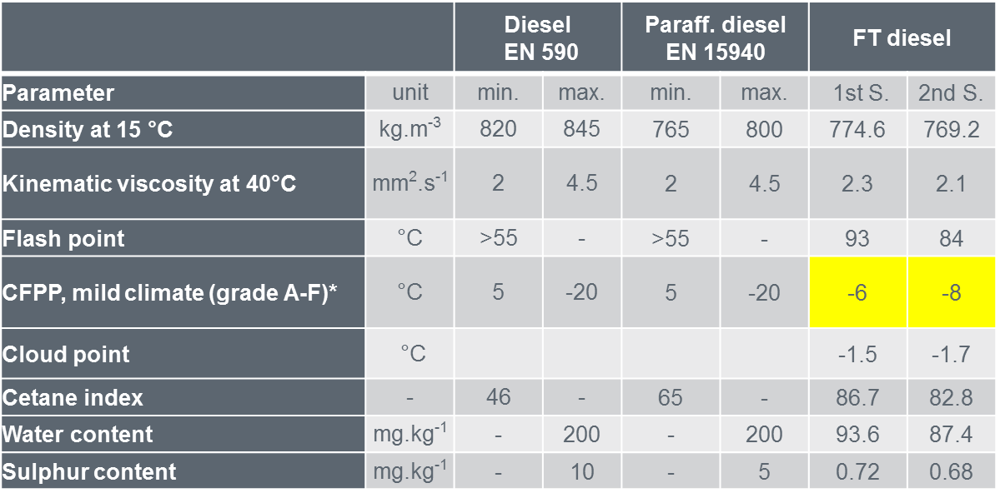 Diesel EN 590 Paraff. diesel EN 15940 FT diesel
Parameter unit min. max. min. max. 1st S. 2nd S.
Density at 15 °C kg.m-3 820 845 765 800 774.6 769.2
Kinematic viscosity at 40°C mm2.s-1 2 4.5 2 4.5 2.3 2.1
Flash point °C >55 - >55 - 93 84
CFPP, mild climate (grade A-F)* °C 5 -20 5 -20 -6 -8
Cloud point °C -1.5 -1.7
Cetane index - 46 - 65 - 86.7 82.8
Water content mg.kg-1 - 200 - 200 93.6 87.4
Sulphur content mg.kg-1 - 10 - 5 0.72 0.68